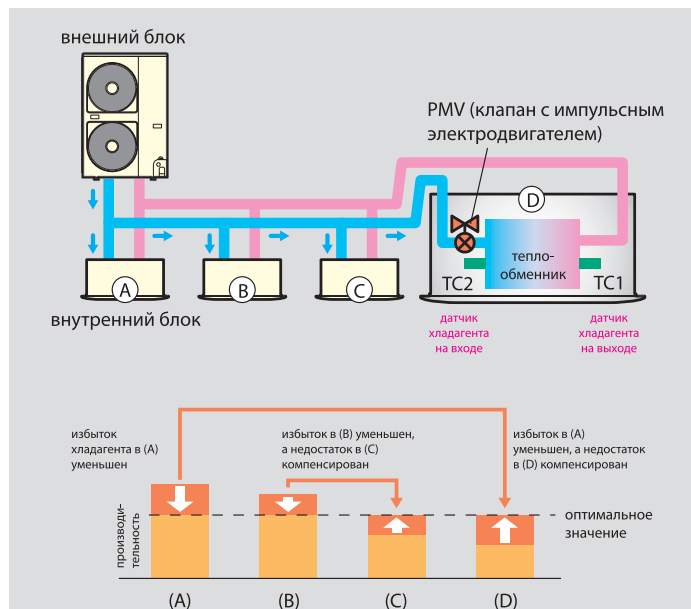 внешний блок
PMV (клапан с импульсным
электродвигателем)
D
тепло-
обменник
TC2
TC1
A
B
C
внутренний блок
датчик
хладагента
на входе
датчик
хладагента
на выходе
избыток
хладагента в (A)
уменьшен
избыток в (B) уменьшен,
а недостаток в (C)
компенсирован
избыток в (A)
уменьшен, а недостаток
в (D) компенсирован
производи-
тельность
оптимальное
значение
(A)
(B)
(C)
(D)